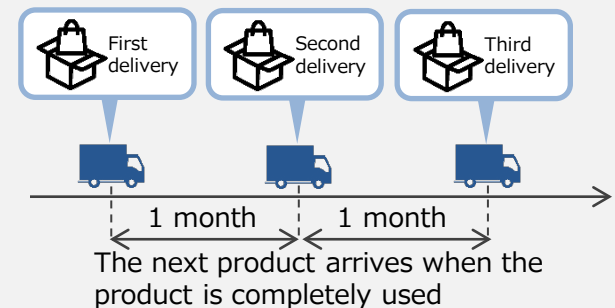 First
delivery
Second
delivery
Third
delivery
1 month
1 month
The next product arrives when the
product is completely used